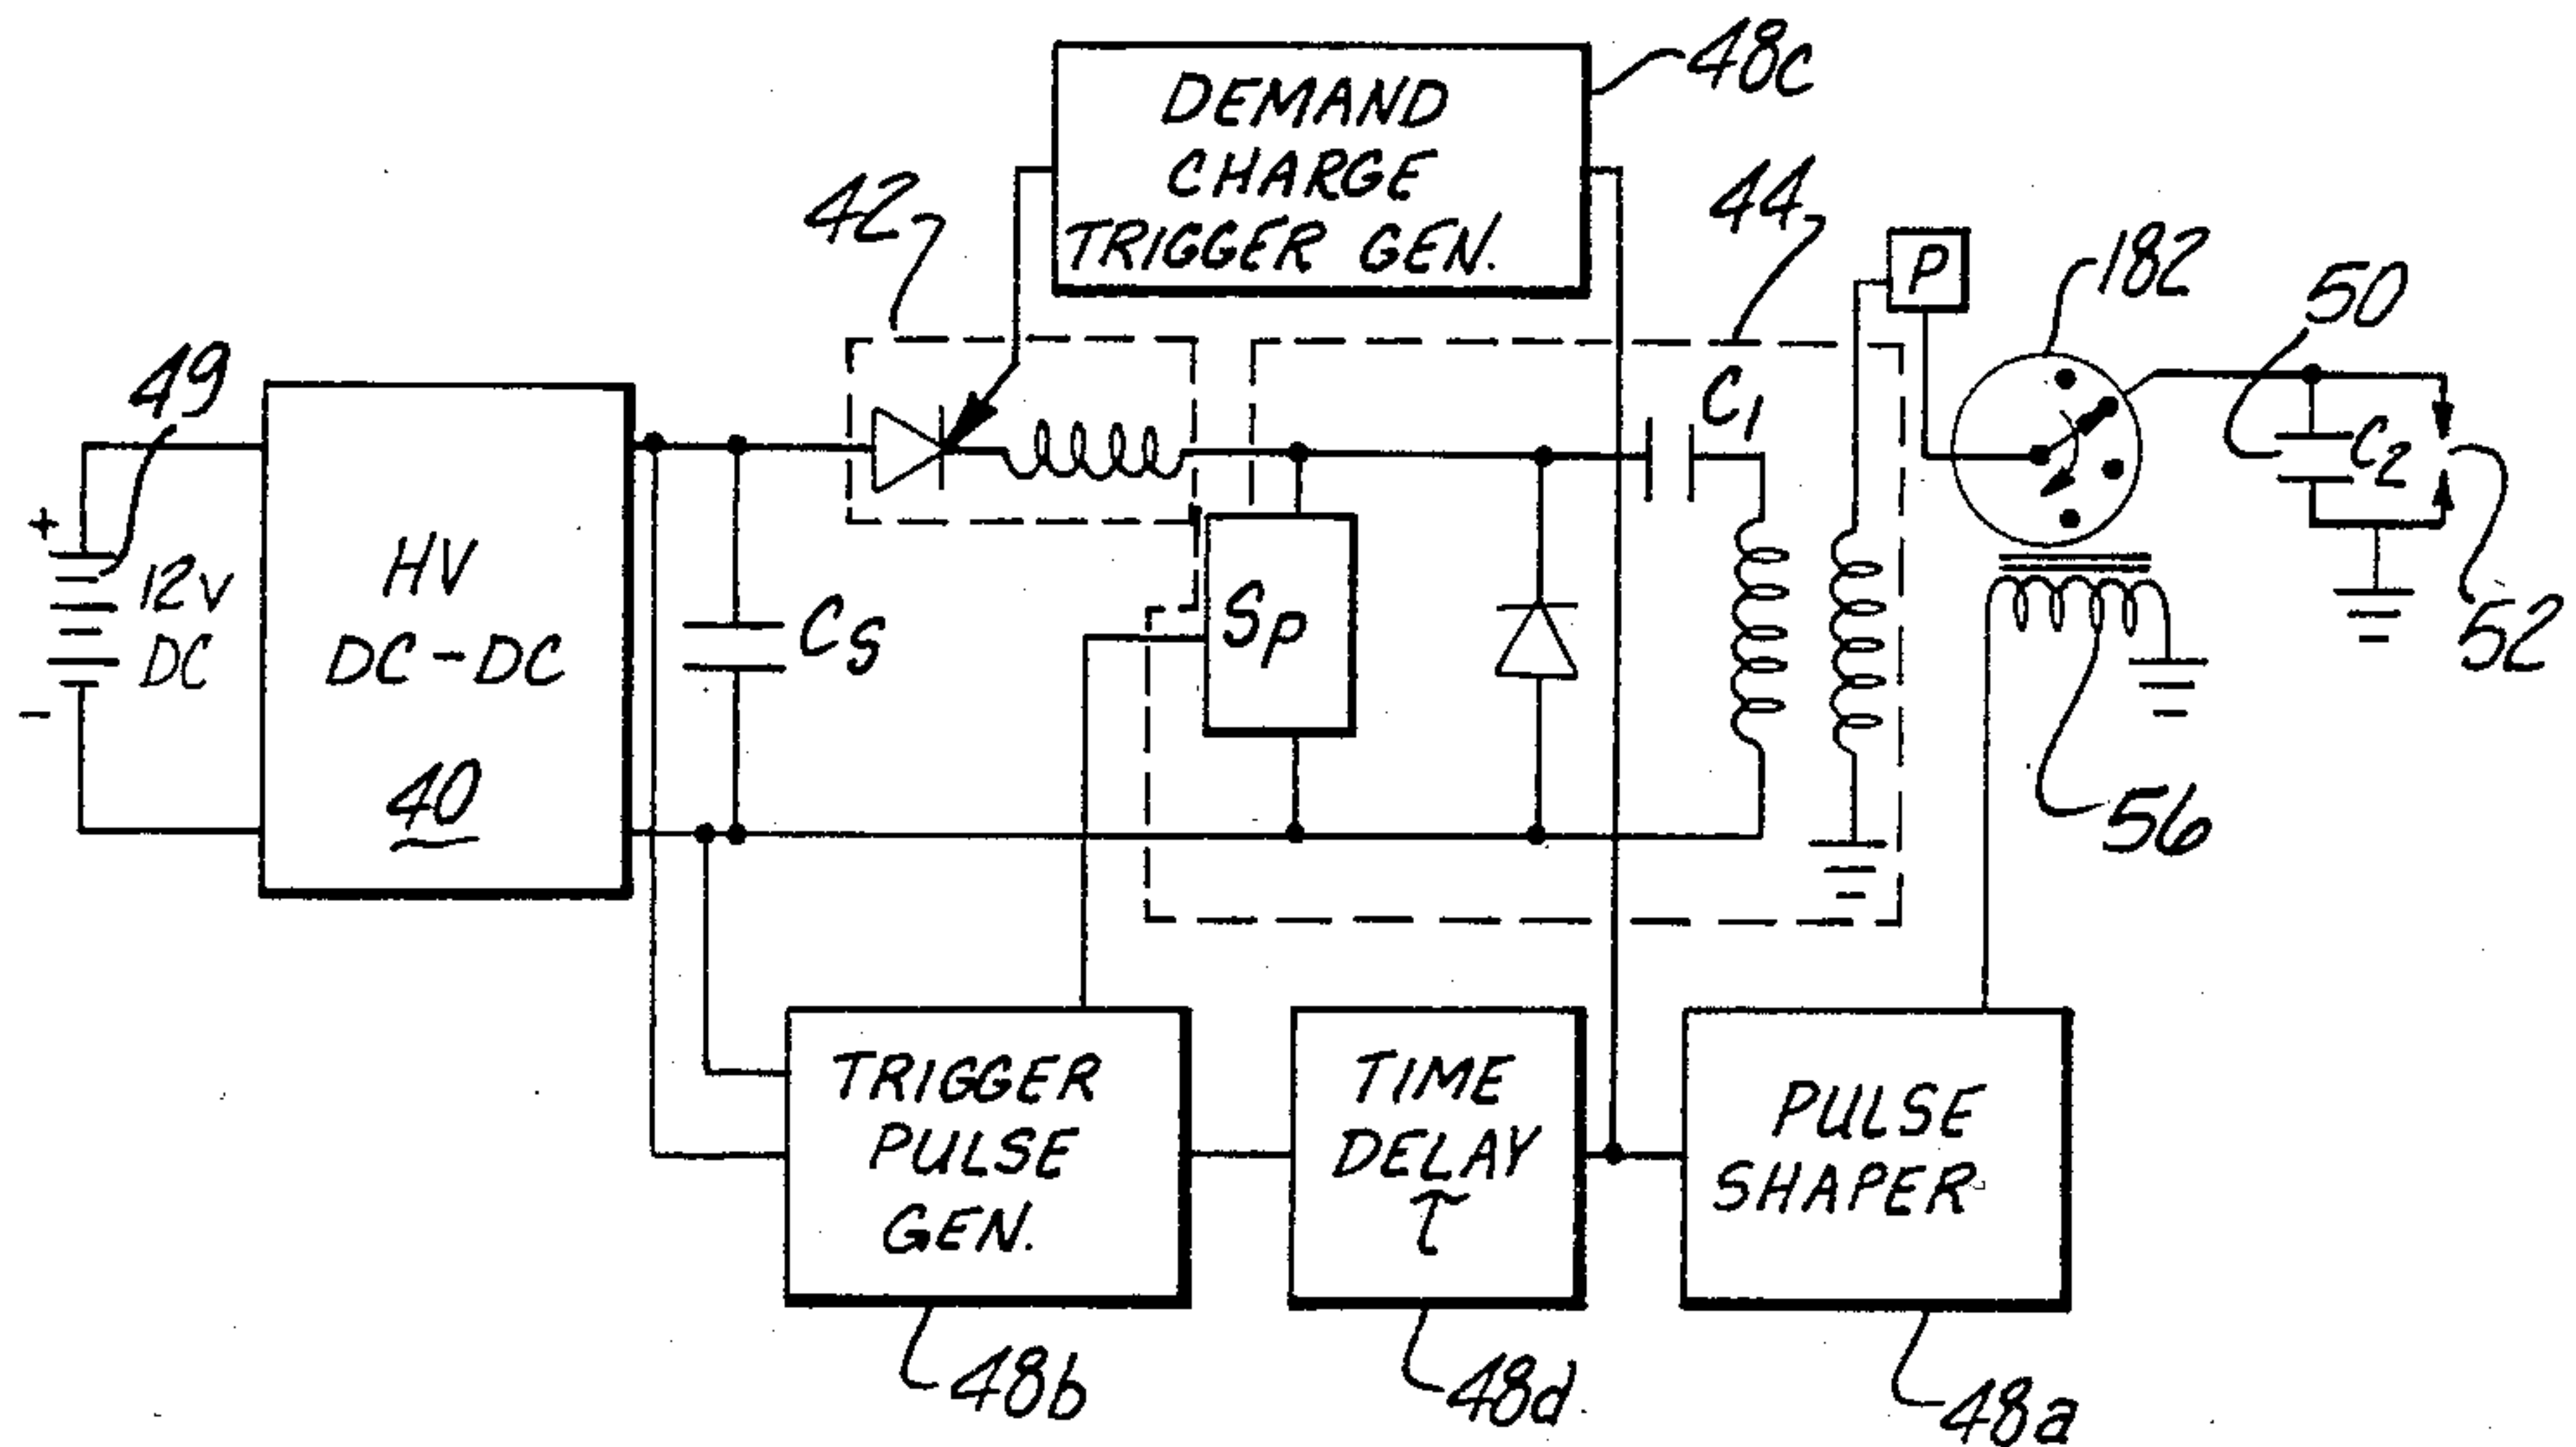 DEMAND
CHARGE
TRIGGER GEN.
48c
42
44
P
182
50
49
+
12v
DC
-
HV
DC-DC
40
CS
SP
C1
C2
52
56
TRIGGER
PULSE
GEN.
48b
TIME
DELAY
τ
48d
PULSE
SHAPER
48a